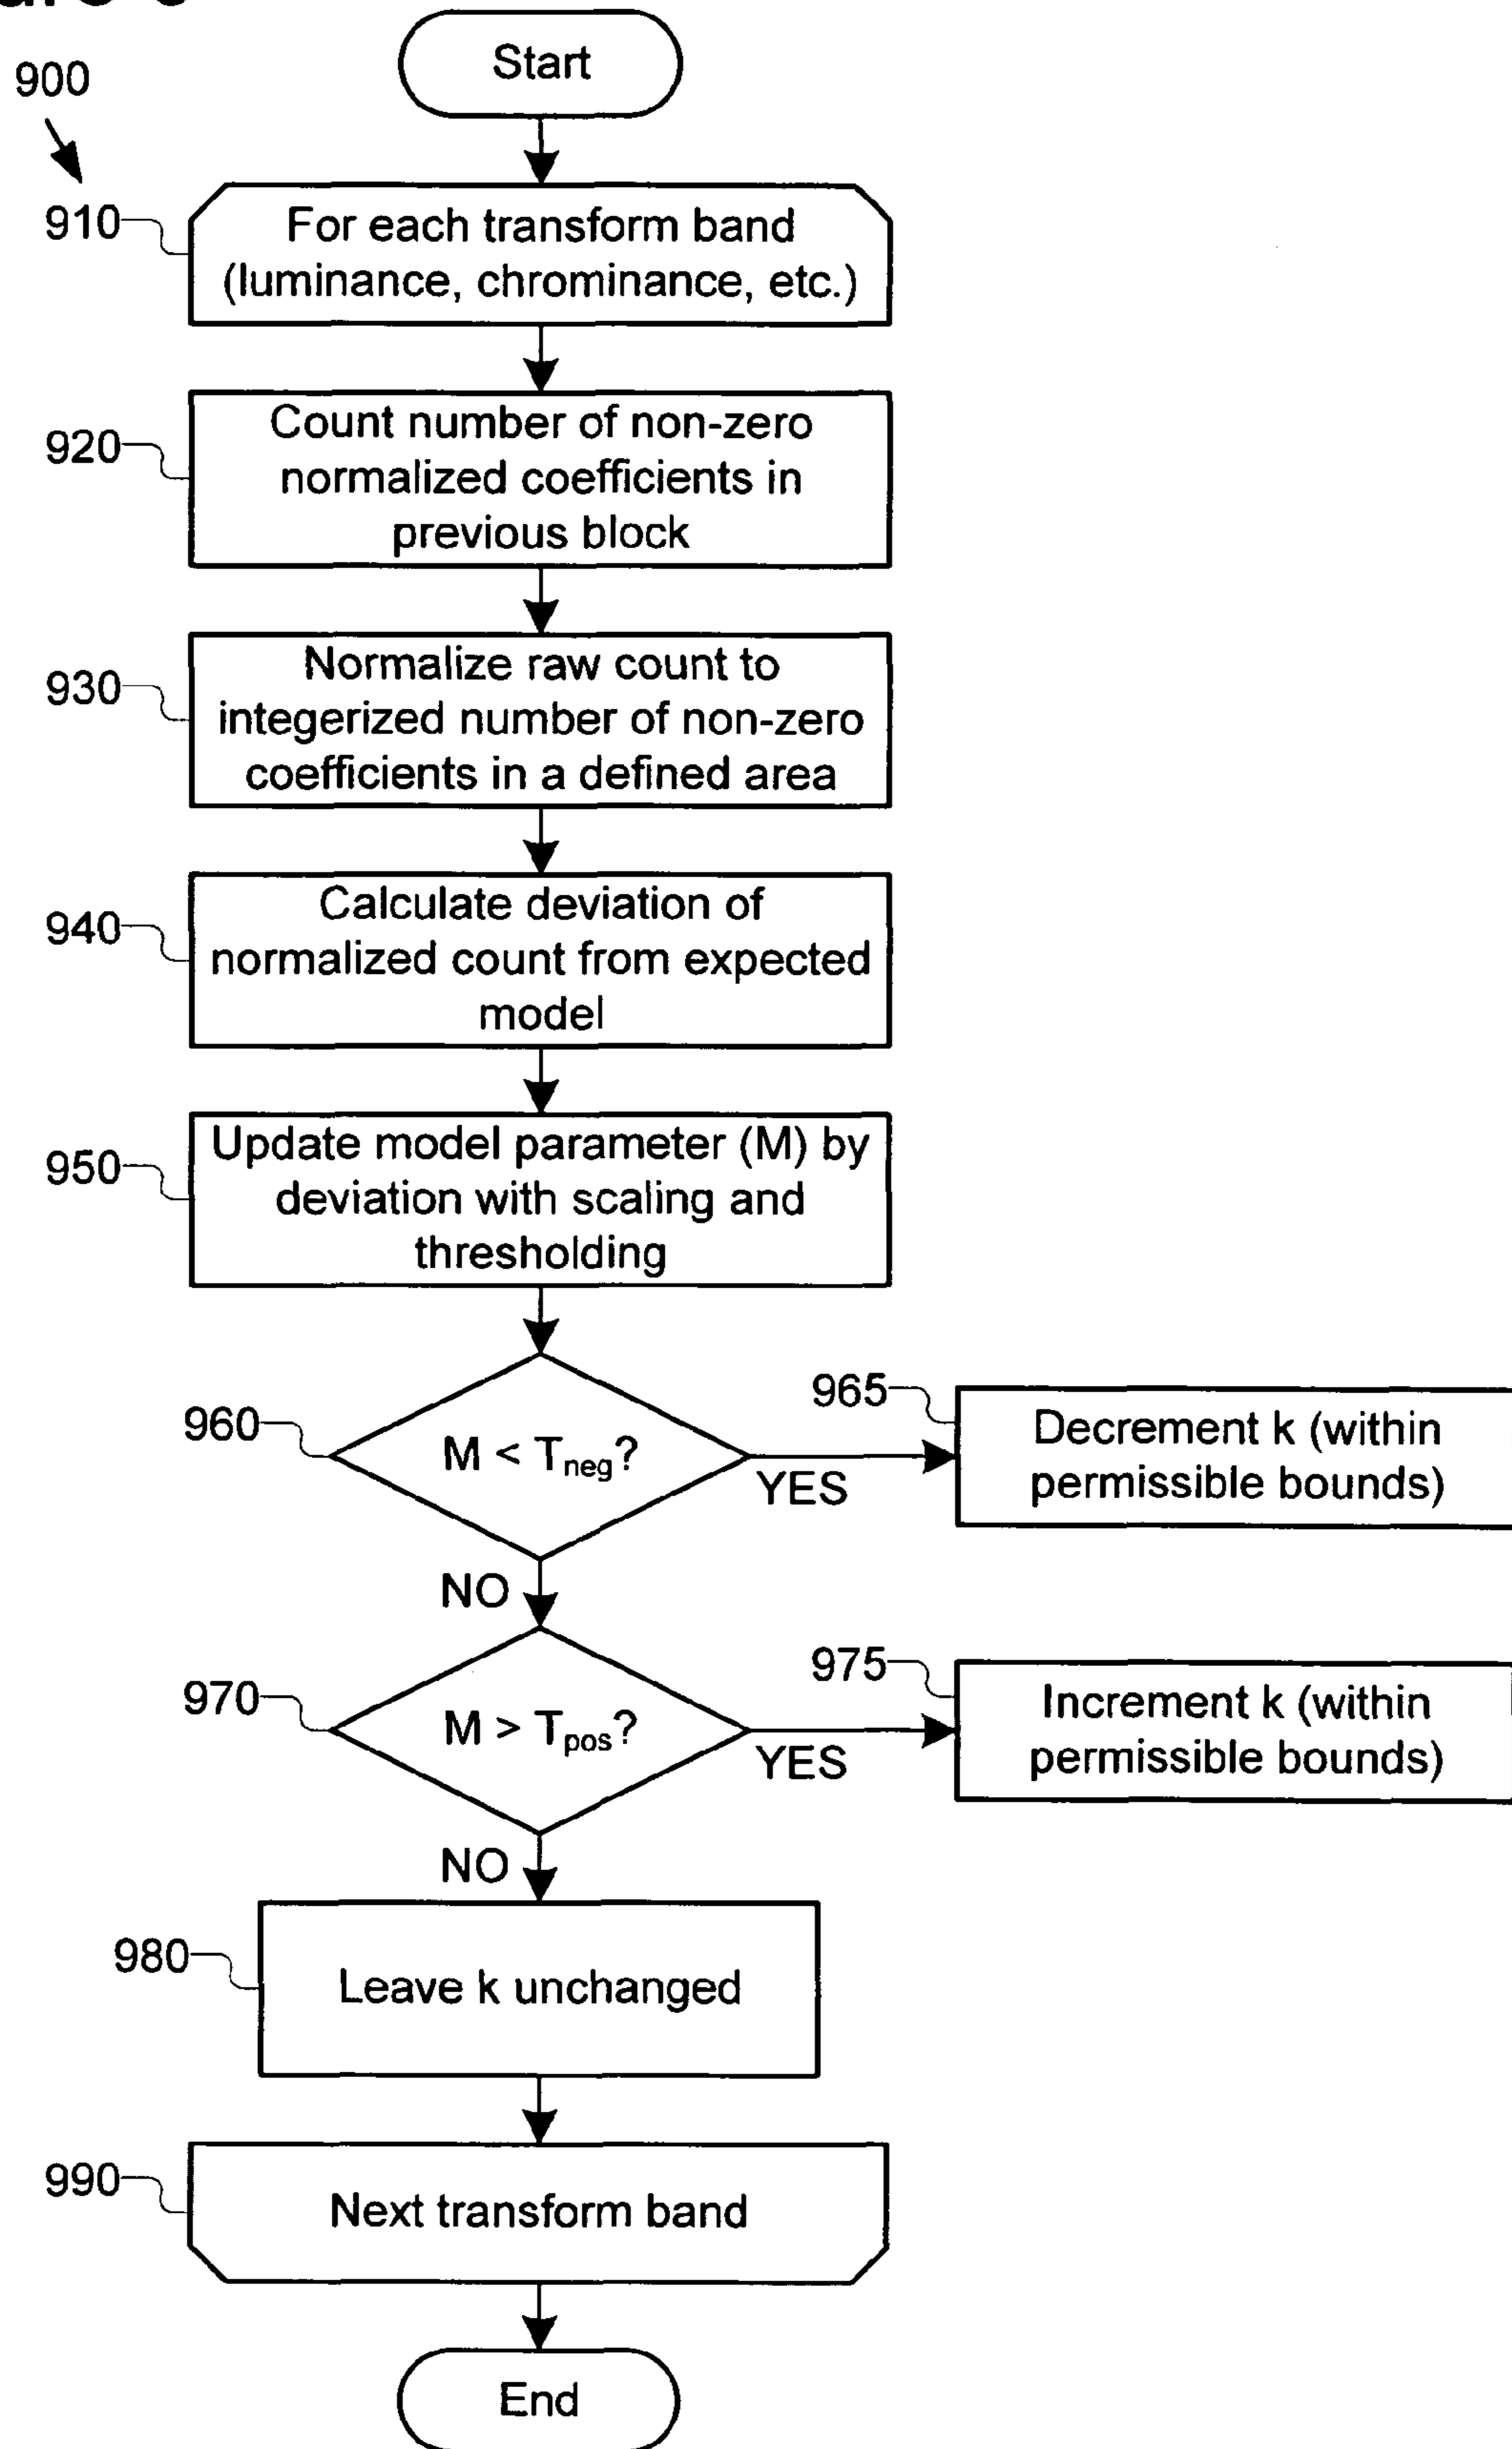 900
Start
910
For each transform band
(luminance, chrominance, etc.)
920
Count number of non-zero
normalized coefficients in
previous block
930
Normalize raw count to
integerized number of non-zero
coefficients in a defined area
940
Calculate deviation of
normalized count from expected
model
950
Update model parameter (M) by
deviation with scaling and
thresholding
960
M < Tneg?
YES
965
Decrement k (within
permissible bounds)
NO
970
M > Tpos?
YES
975
Increment k (within
permissible bounds)
NO
980
Leave k unchanged
990
Next transform band
End